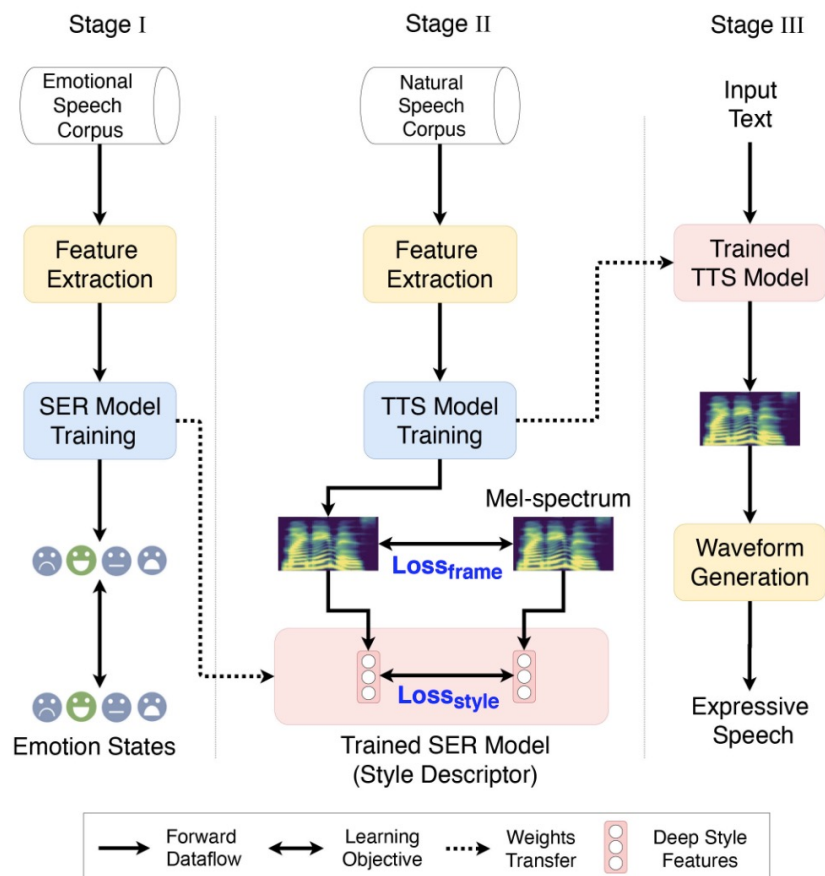 Stage I
Emotional
Speech
Corpus
Feature
Extraction
SER Model
Training
Emotion States
Stage II
Natural
Speech
Corpus
Feature
Extraction
TTS Model
Training
Mel-spectrum
Loss_frame
Loss_style
Trained SER Model
(Style Descriptor)
Stage III
Input
Text
Trained
TTS Model
Waveform
Generation
Expressive
Speech
Forward
Dataflow
Learning
Objective
Weights
Transfer
Deep Style
Features